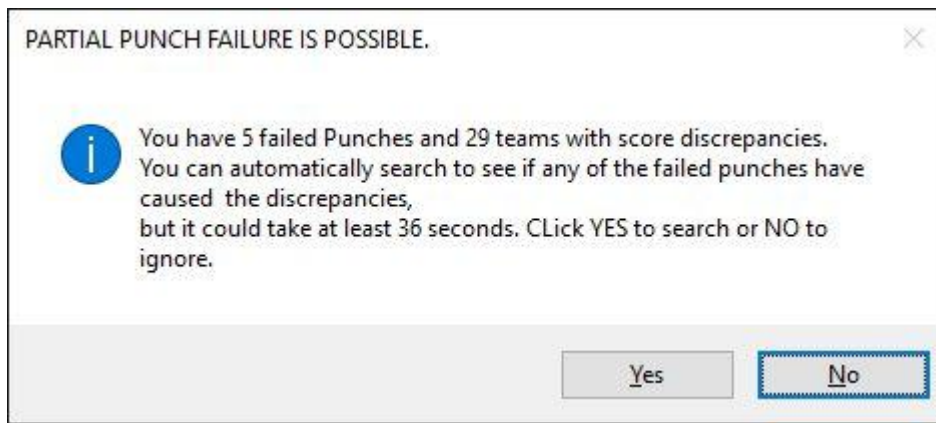 PARTIAL PUNCH FAILURE IS POSSIBLE.
You have 5 failed Punches and 29 teams with score discrepancies.
You can automatically search to see if any of the failed punches have
caused  the discrepancies,
but it could take at least 36 seconds. CLick YES to search or NO to
ignore.
Yes
No